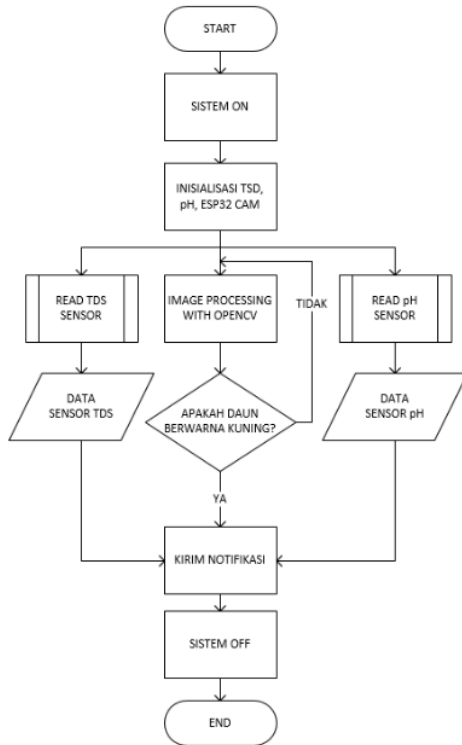 START
SISTEM ON
INISIALISASI TSD,
pH, ESP32 CAM
READ TDS
SENSOR
IMAGE PROCESSING
WITH OPENCV
TIDAK
READ pH
SENSOR
DATA
SENSOR TDS
APAKAH DAUN
BERWARNA KUNING?
DATA
SENSOR pH
YA
KIRIM NOTIFIKASI
SISTEM OFF
END